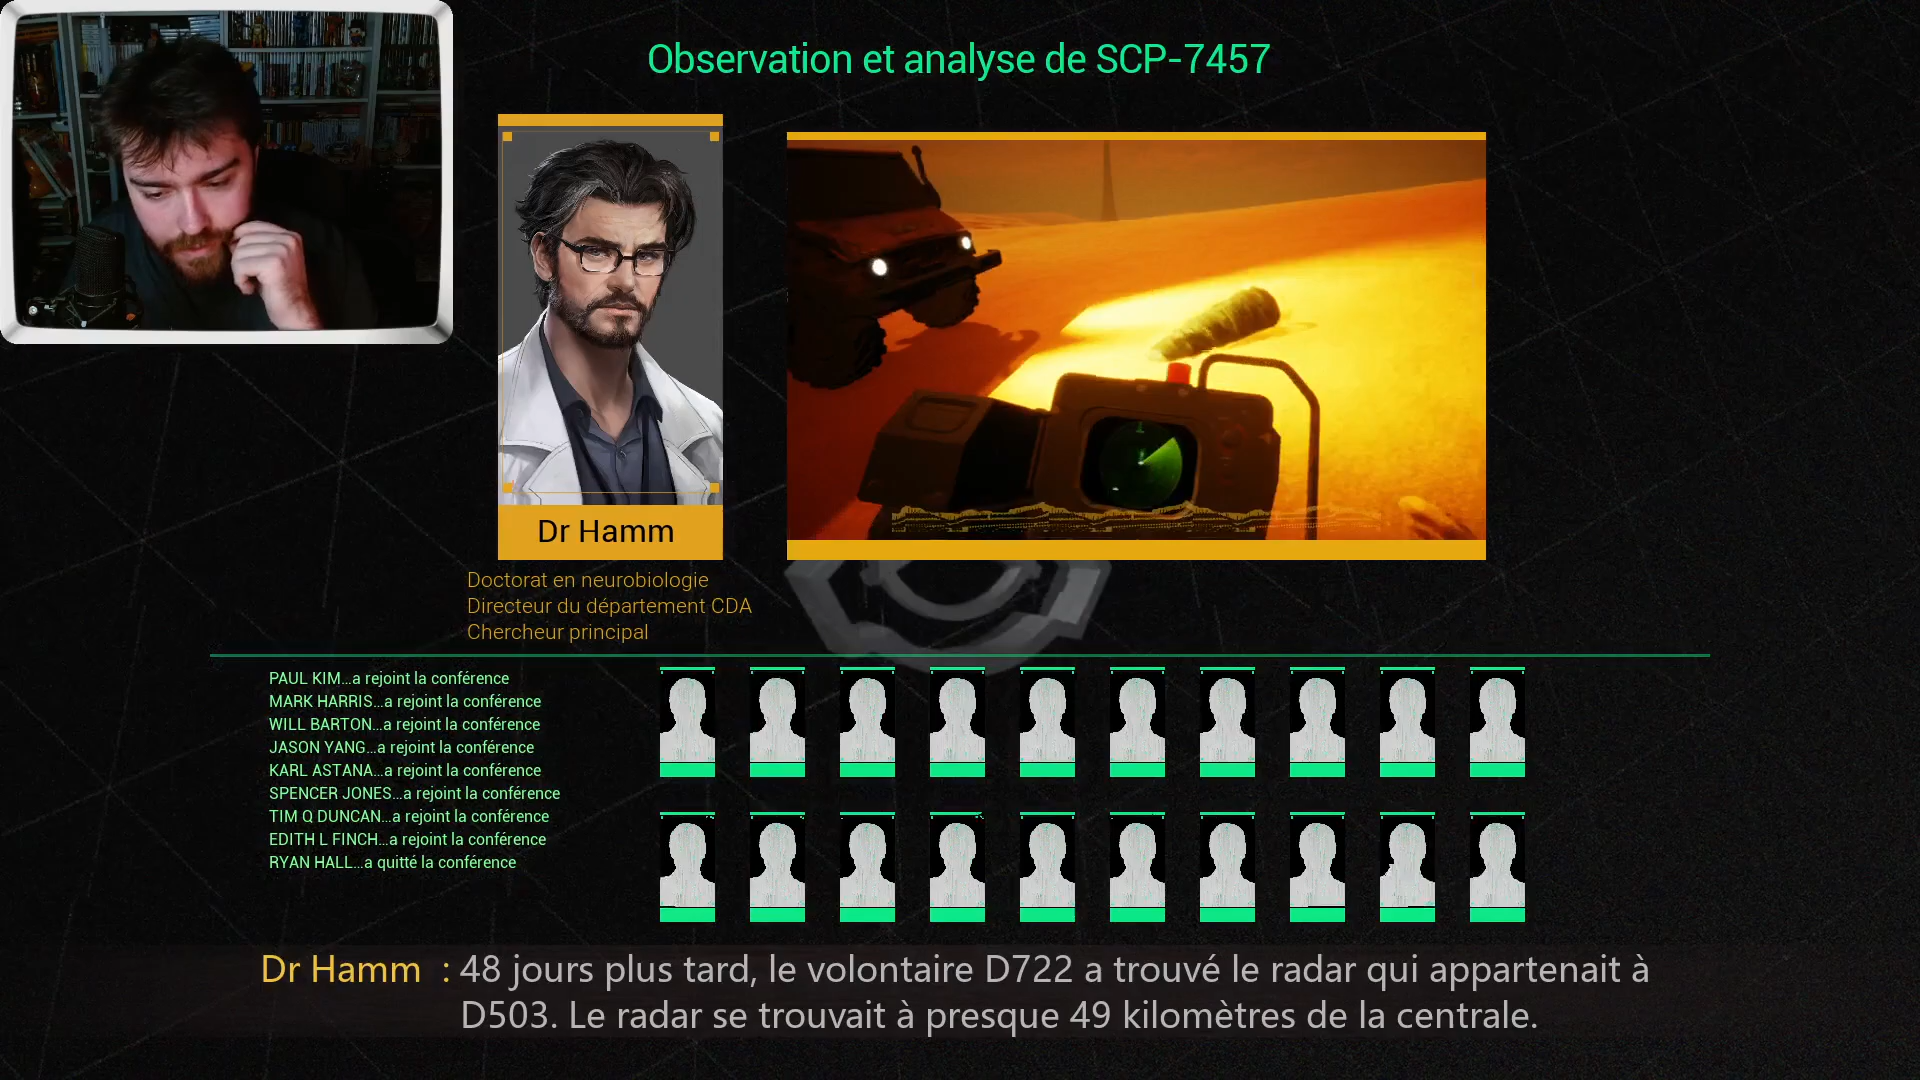 Observation et analyse de SCP-7457
Dr Hamm
Doctorat en neurobiologie
Directeur du département CDA
Chercheur principal
PAUL KIM...a rejoint la conférence
MARK HARRIS...a rejoint la conférence
WILL BARTON...a rejoint la conférence
JASON YANG...a rejoint la conférence
KARL ASTANA...a rejoint la conférence
SPENCER JONES...a rejoint la conférence
TIM Q DUNCAN...a rejoint la conférence
EDITH L FINCH...a rejoint la conférence
RYAN HALL...a quitté la conférence
Dr Hamm : 48 jours plus tard, le volontaire D722 a trouvé le radar qui appartenait à
D503. Le radar se trouvait à presque 49 kilomètres de la centrale.